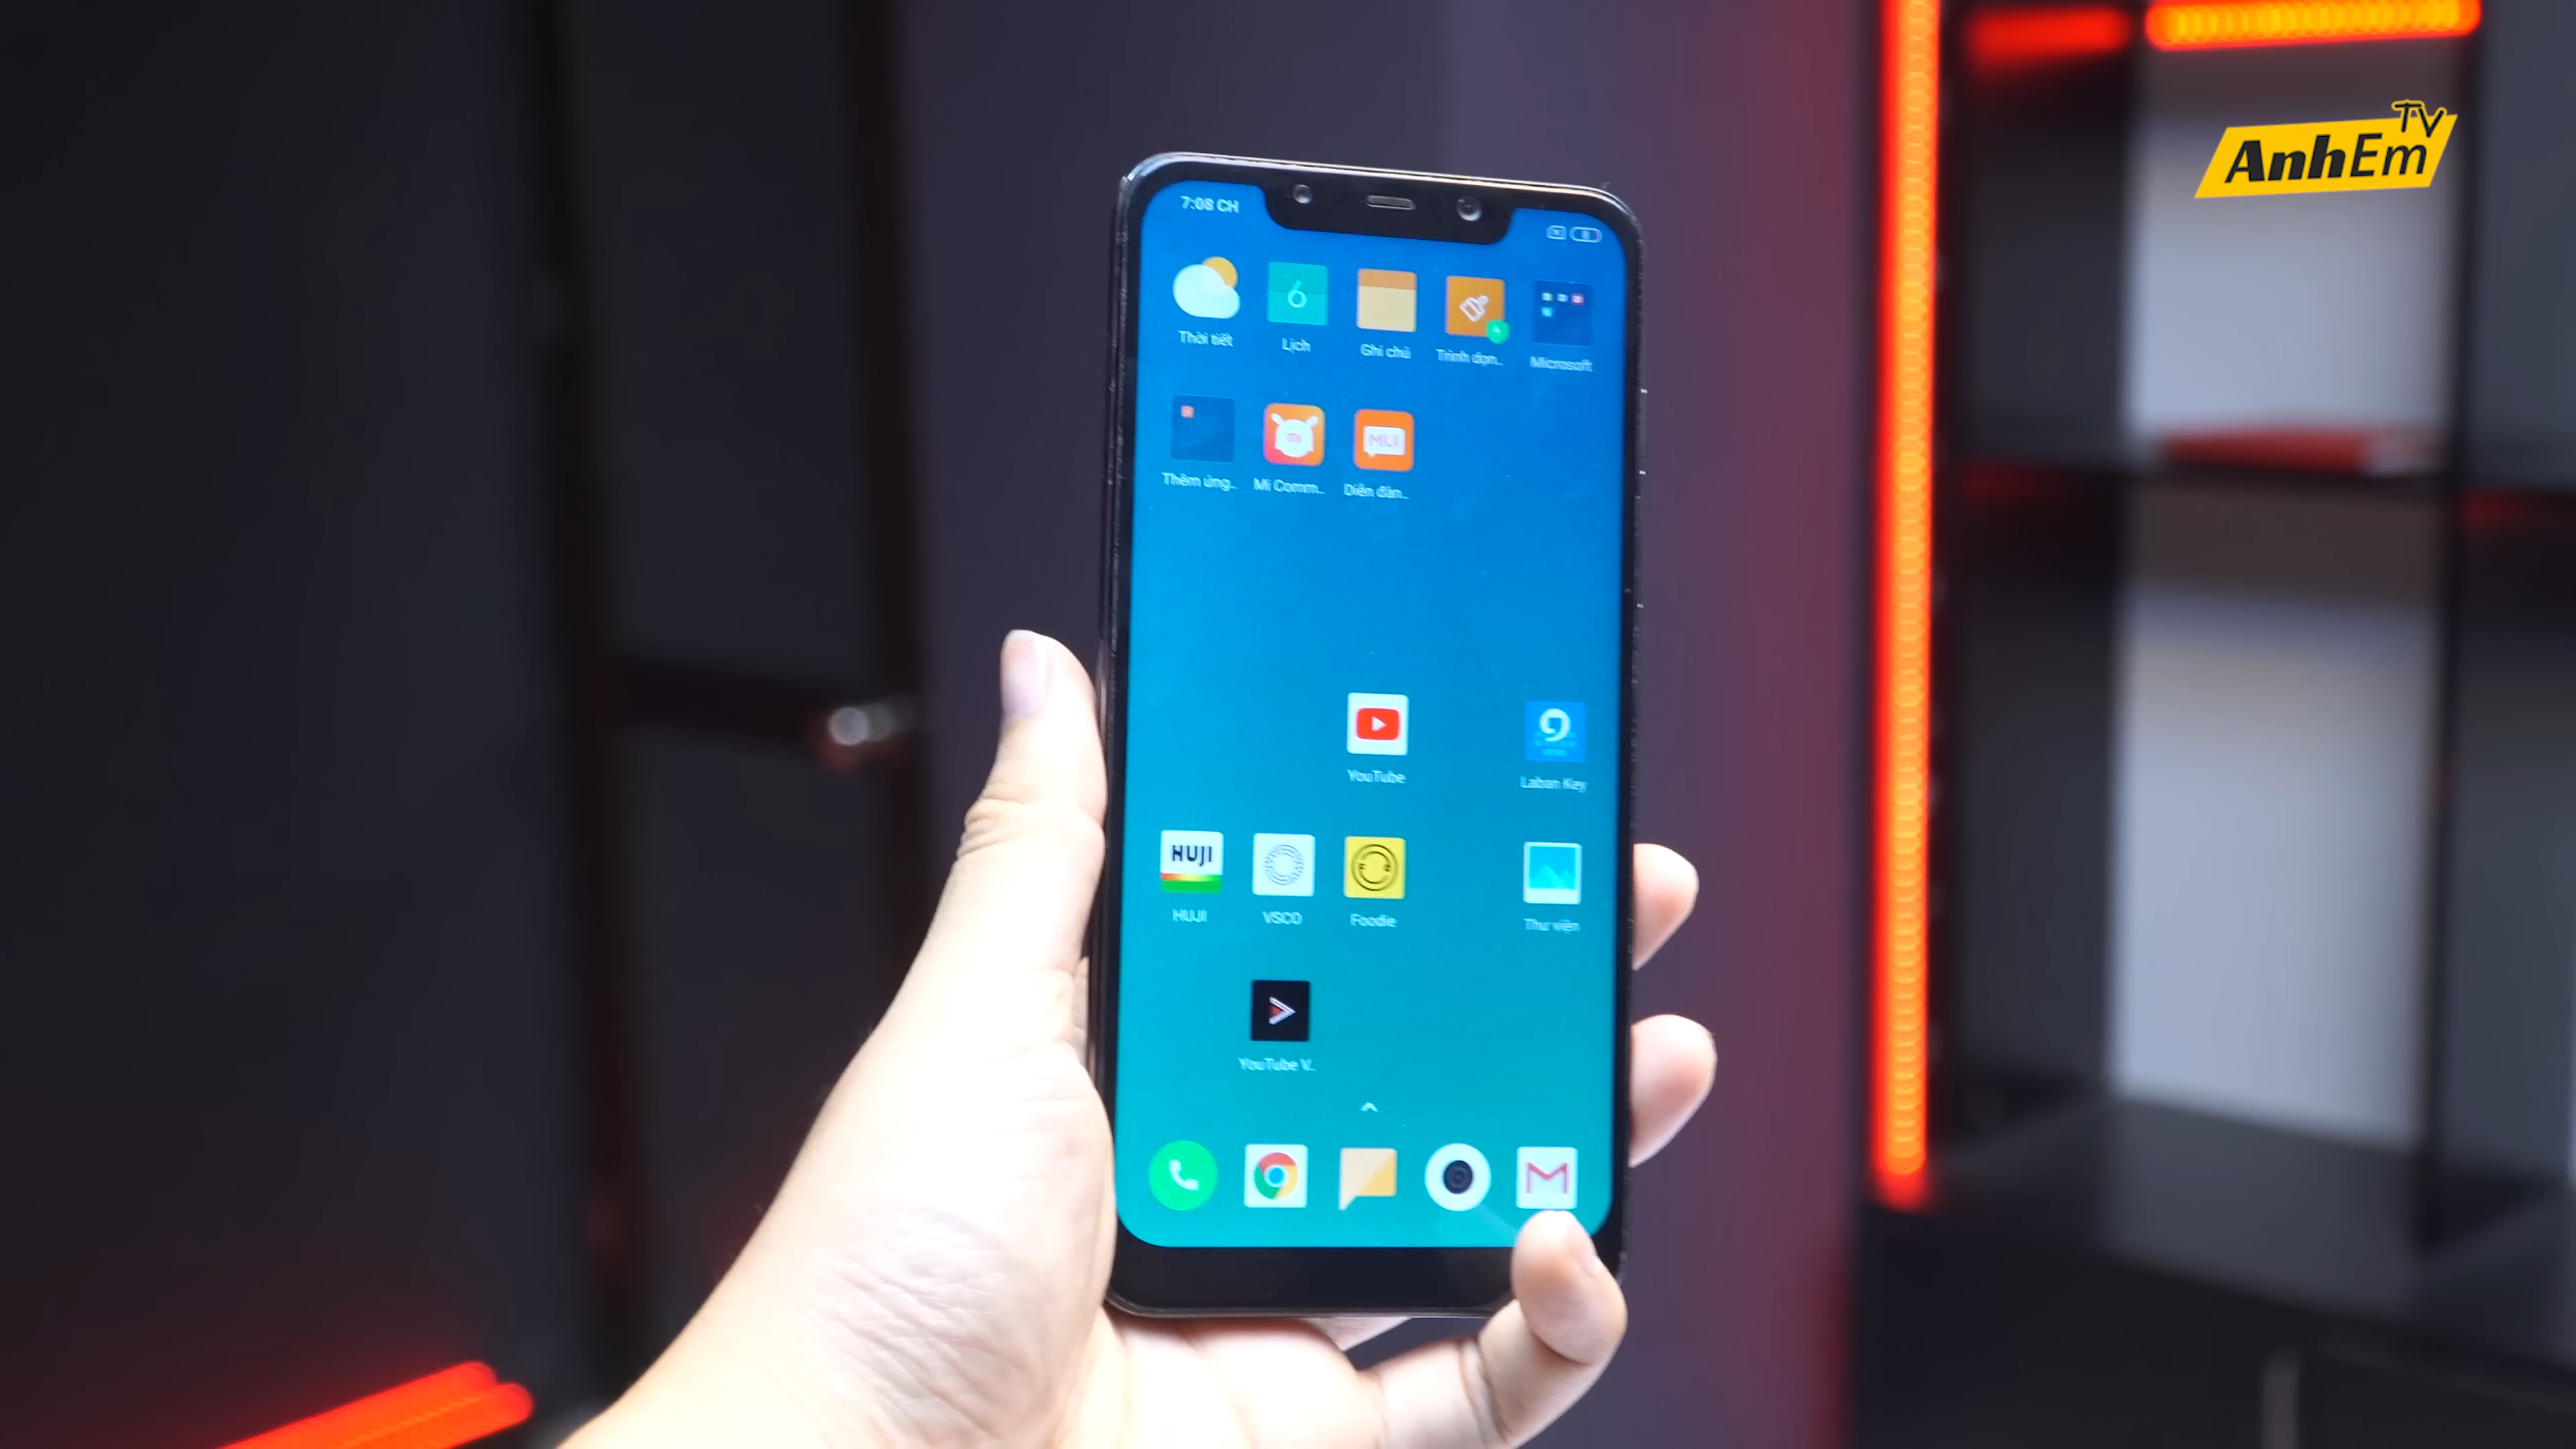 AnhEm TV
7:08 CH
6
Thời tiết
Lịch
Ghi chú
Trình dọn..
Microsoft
MI
MIUI
Thêm ứng..
Mi Comm..
Diễn đàn..
YouTube
Laban Key
HUJI
HUJI
VSCO
Foodie
Thư viện
YouTube V..